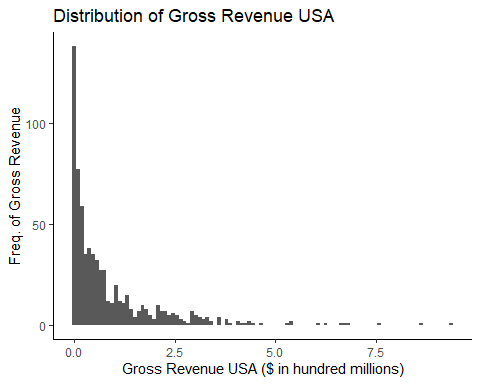 Distribution of Gross Revenue USA
Freq. of Gross Revenue
100
50
0
0.0 2.5 5.0 7.5
Gross Revenue USA ($ in hundred millions)